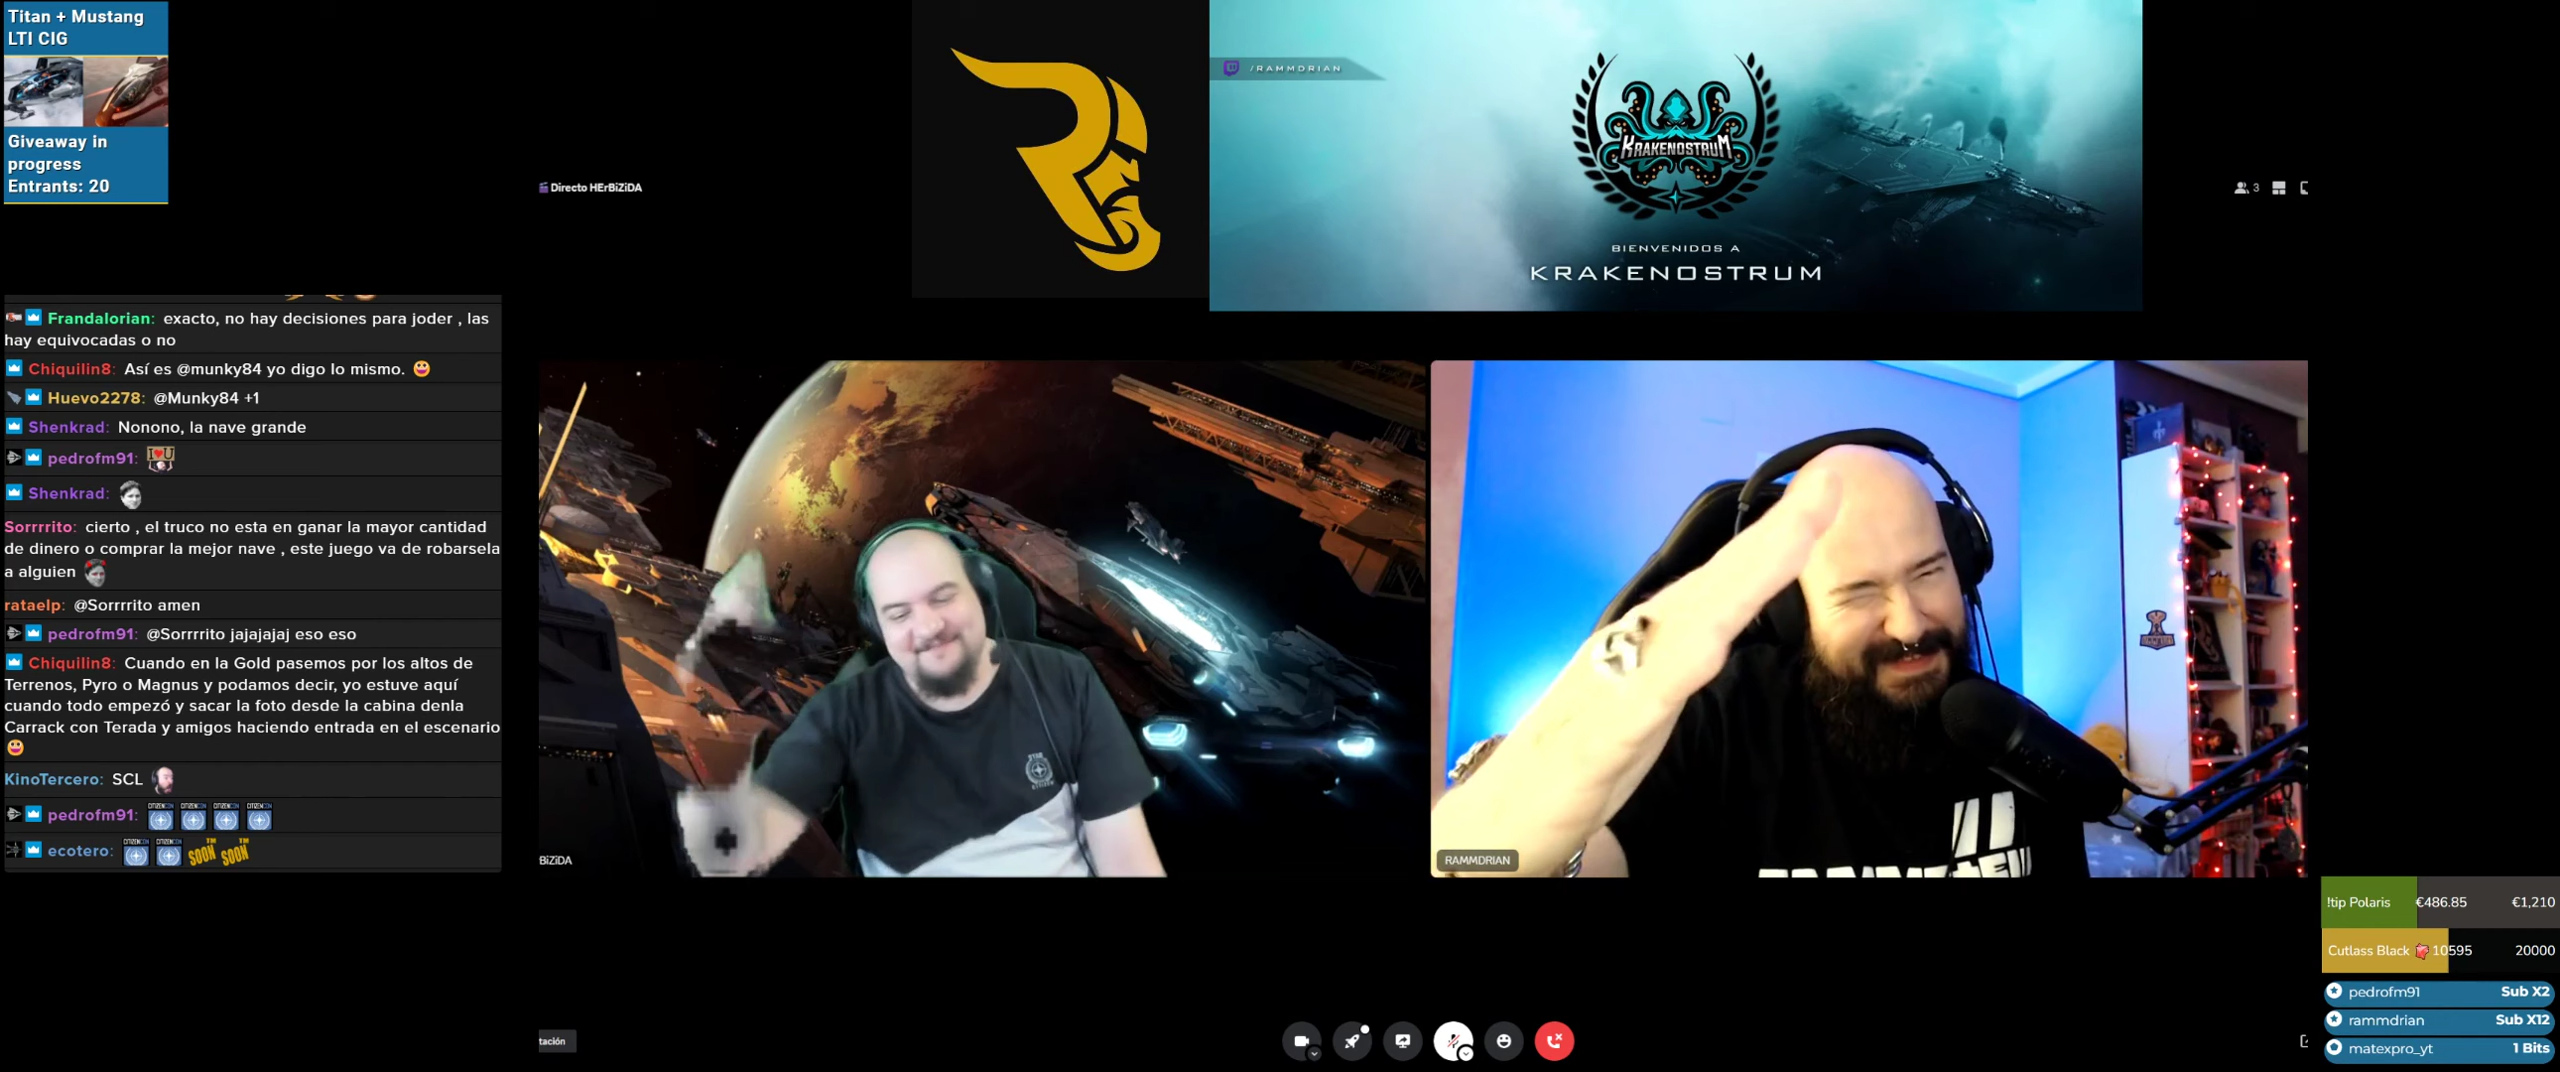 Titan + Mustang
LTI CIG
Giveaway in
progress
Entrants: 20
Directo HErBiZiDA
/RAMMDRIAN
KRAKENOSTRUM
BIENVENIDOS A
KRAKENOSTRUM
3
Frandalorian: exacto, no hay decisiones para joder , las
hay equivocadas o no
Chiquilin8: Así es @munky84 yo digo lo mismo.
Huevo2278: @Munky84 +1
Shenkrad: Nonono, la nave grande
pedrofm91:
Shenkrad:
Sorrrrito: cierto , el truco no esta en ganar la mayor cantidad
de dinero o comprar la mejor nave , este juego va de robarsela
a alguien
rataelp: @Sorrrrito amen
pedrofm91: @Sorrrrito jajajajaj eso eso
Chiquilin8: Cuando en la Gold pasemos por los altos de
Terrenos, Pyro o Magnus y podamos decir, yo estuve aquí
cuando todo empezó y sacar la foto desde la cabina denla
Carrack con Terada y amigos haciendo entrada en el escenario
KinoTercero: SCL
pedrofm91:
ecotero: SOON SOON
BiZiDA
RAMMDRIAN
tación
!tip Polaris €486.85 €1,210
Cutlass Black 10595 20000
pedrofm91 Sub X2
rammdrian Sub X12
matexpro_yt 1 Bits